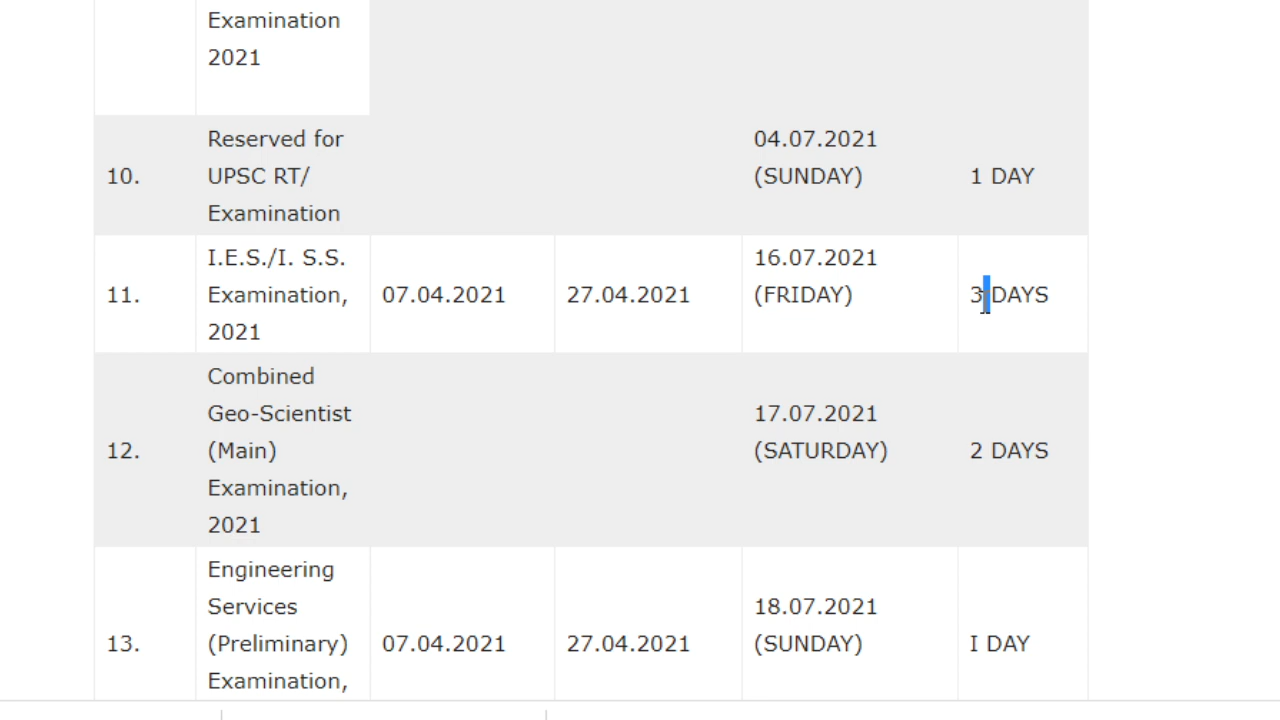 Examination
2021
Reserved for
UPSC RT/
Examination
10.
04.07.2021
(SUNDAY)
1 DAY
I.E.S./I. S.S.
Examination,
2021
11.
07.04.2021
27.04.2021
16.07.2021
(FRIDAY)
3 DAYS
Combined
Geo-Scientist
(Main)
Examination,
2021
12.
17.07.2021
(SATURDAY)
2 DAYS
Engineering
Services
(Preliminary)
Examination,
13.
07.04.2021
27.04.2021
18.07.2021
(SUNDAY)
I DAY